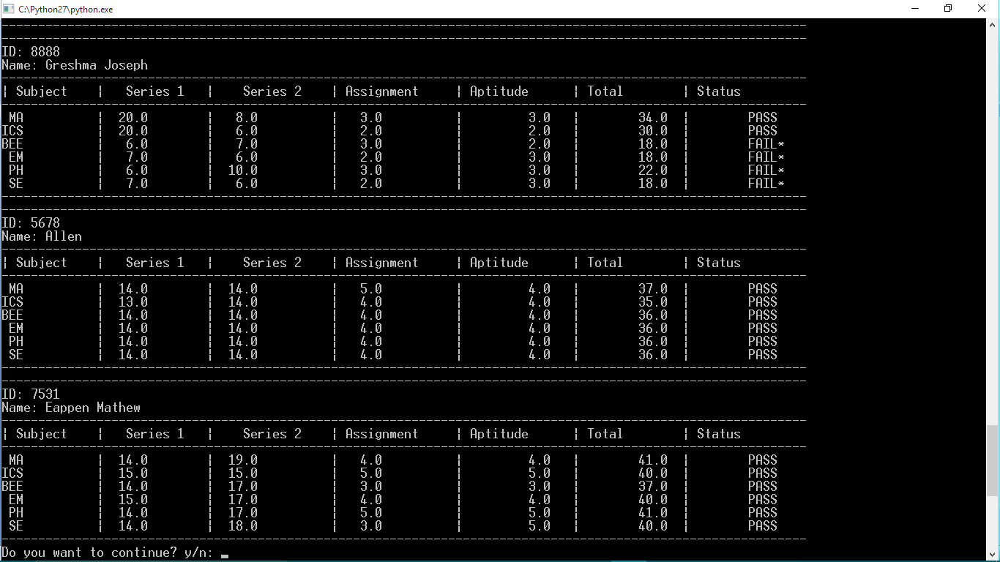 C:\Python27\python.exe
--------------------------------------------------------------------------------------------------------------
--------------------------------------------------------------------------------------------------------------
ID: 8888
Name: Greshma Joseph
--------------------------------------------------------------------------------------------------------------
| Subject    |   Series 1   |    Series 2    | Assignment     | Aptitude      | Total        | Status
--------------------------------------------------------------------------------------------------------------
 MA          |  20.0        |   8.0          |   3.0          |         3.0   |        34.0  |        PASS
ICS          |  20.0        |   6.0          |   2.0          |         2.0   |        30.0  |        PASS
BEE          |   6.0        |   7.0          |   3.0          |         2.0   |        18.0  |        FAIL*
 EM          |   7.0        |   6.0          |   2.0          |         3.0   |        18.0  |        FAIL*
 PH          |   6.0        |  10.0          |   3.0          |         3.0   |        22.0  |        FAIL*
 SE          |   7.0        |   6.0          |   2.0          |         3.0   |        18.0  |        FAIL*
--------------------------------------------------------------------------------------------------------------
--------------------------------------------------------------------------------------------------------------
ID: 5678
Name: Allen
--------------------------------------------------------------------------------------------------------------
| Subject    |   Series 1   |    Series 2    | Assignment     | Aptitude      | Total        | Status
--------------------------------------------------------------------------------------------------------------
 MA          |  14.0        |  14.0          |   5.0          |         4.0   |        37.0  |        PASS
ICS          |  13.0        |  14.0          |   4.0          |         4.0   |        35.0  |        PASS
BEE          |  14.0        |  14.0          |   4.0          |         4.0   |        36.0  |        PASS
 EM          |  14.0        |  14.0          |   4.0          |         4.0   |        36.0  |        PASS
 PH          |  14.0        |  14.0          |   4.0          |         4.0   |        36.0  |        PASS
 SE          |  14.0        |  14.0          |   4.0          |         4.0   |        36.0  |        PASS
--------------------------------------------------------------------------------------------------------------
--------------------------------------------------------------------------------------------------------------
ID: 7531
Name: Eappen Mathew
--------------------------------------------------------------------------------------------------------------
| Subject    |   Series 1   |    Series 2    | Assignment     | Aptitude      | Total        | Status
--------------------------------------------------------------------------------------------------------------
 MA          |  14.0        |  19.0          |   4.0          |         4.0   |        41.0  |        PASS
ICS          |  15.0        |  15.0          |   5.0          |         5.0   |        40.0  |        PASS
BEE          |  14.0        |  17.0          |   3.0          |         3.0   |        37.0  |        PASS
 EM          |  15.0        |  17.0          |   4.0          |         4.0   |        40.0  |        PASS
 PH          |  14.0        |  17.0          |   5.0          |         5.0   |        41.0  |        PASS
 SE          |  14.0        |  18.0          |   3.0          |         5.0   |        40.0  |        PASS
--------------------------------------------------------------------------------------------------------------
Do you want to continue? y/n: